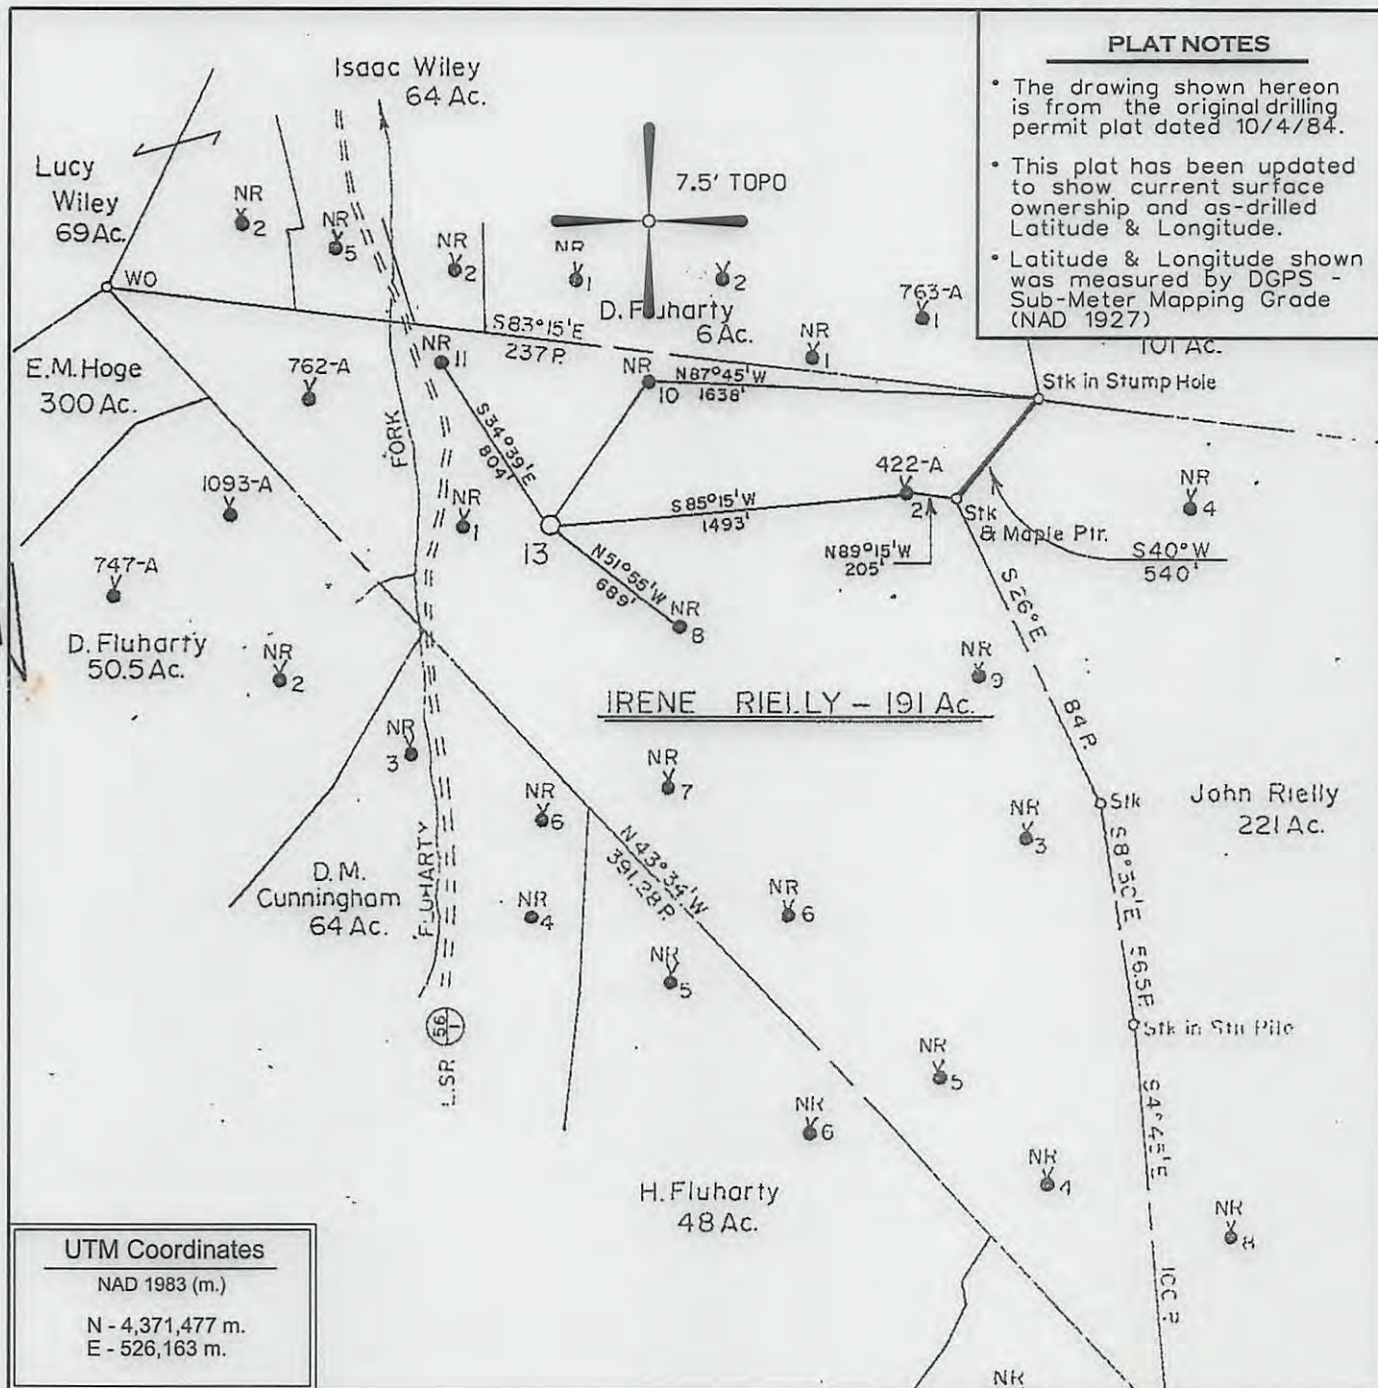 PLAT NOTES
• The drawing shown hereon
is from the original drilling
permit plat dated 10/4/84.
• This plat has been updated
to show current surface
ownership and as-drilled
Latitude & Longitude.
• Latitude & Longitude shown
was measured by DGPS -
Sub-Meter Mapping Grade
(NAD 1927)
101 Ac.
Isaac Wiley
64 Ac.
Lucy
Wiley
69 Ac.
7.5' TOPO
NR
2
NR
5
NR
2
NR
1
2
WO
D. Fluharty
6 Ac.
763-A
1
S83°15'E
237 P.
NR
1
E.M. Hoge
300 Ac.
762-A
NR
11
NR
10
N87°45'W
1638'
Stk in Stump Hole
S34°39'E
804'
FORK
1093-A
NR
1
13
S85°15'W
1493'
422-A
2
Stk
& Maple Ptr.
NR
4
N89°15'W
205'
S40°W
540'
747-A
N51°55'W
689'
NR
8
S26°E
84 P.
D. Fluharty
50.5 Ac.
NR
2
NR
9
IRENE RIELLY - 191 Ac.
NR
3
NR
7
NR
6
Stk
John Rielly
221 Ac.
NR
3
N43°34'W
391.28 P.
S8°30'E
56.5 P.
D. M.
Cunningham
64 Ac.
FLUHARTY
NR
4
NR
6
NR
5
56
1
L.S.R.
Stk in Stn Pile
NR
5
NR
6
S4°45'E
NR
4
H. Fluharty
48 Ac.
NR
8
UTM Coordinates
NAD 1983 (m.)
N - 4,371,477 m.
E - 526,163 m.
NR